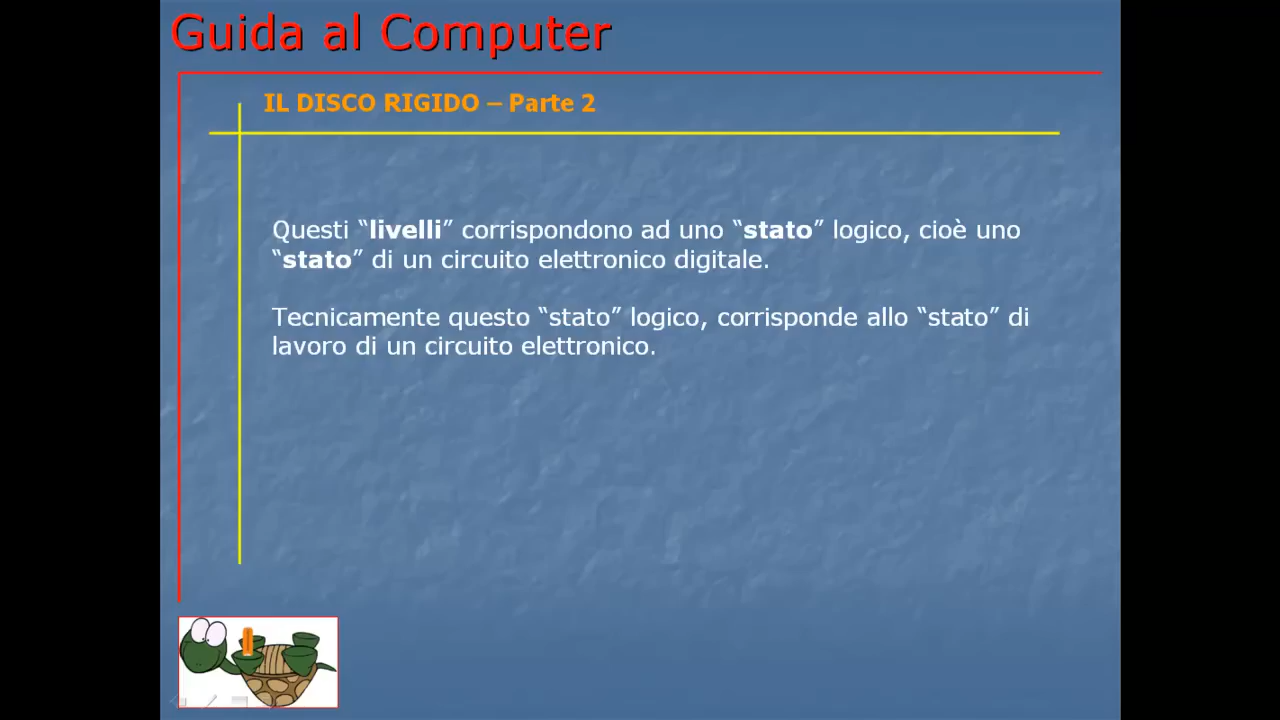 Guida al Computer
IL DISCO RIGIDO – Parte 2
Questi “livelli” corrispondono ad uno “stato” logico, cioè uno
“stato” di un circuito elettronico digitale.
Tecnicamente questo “stato” logico, corrisponde allo “stato” di
lavoro di un circuito elettronico.